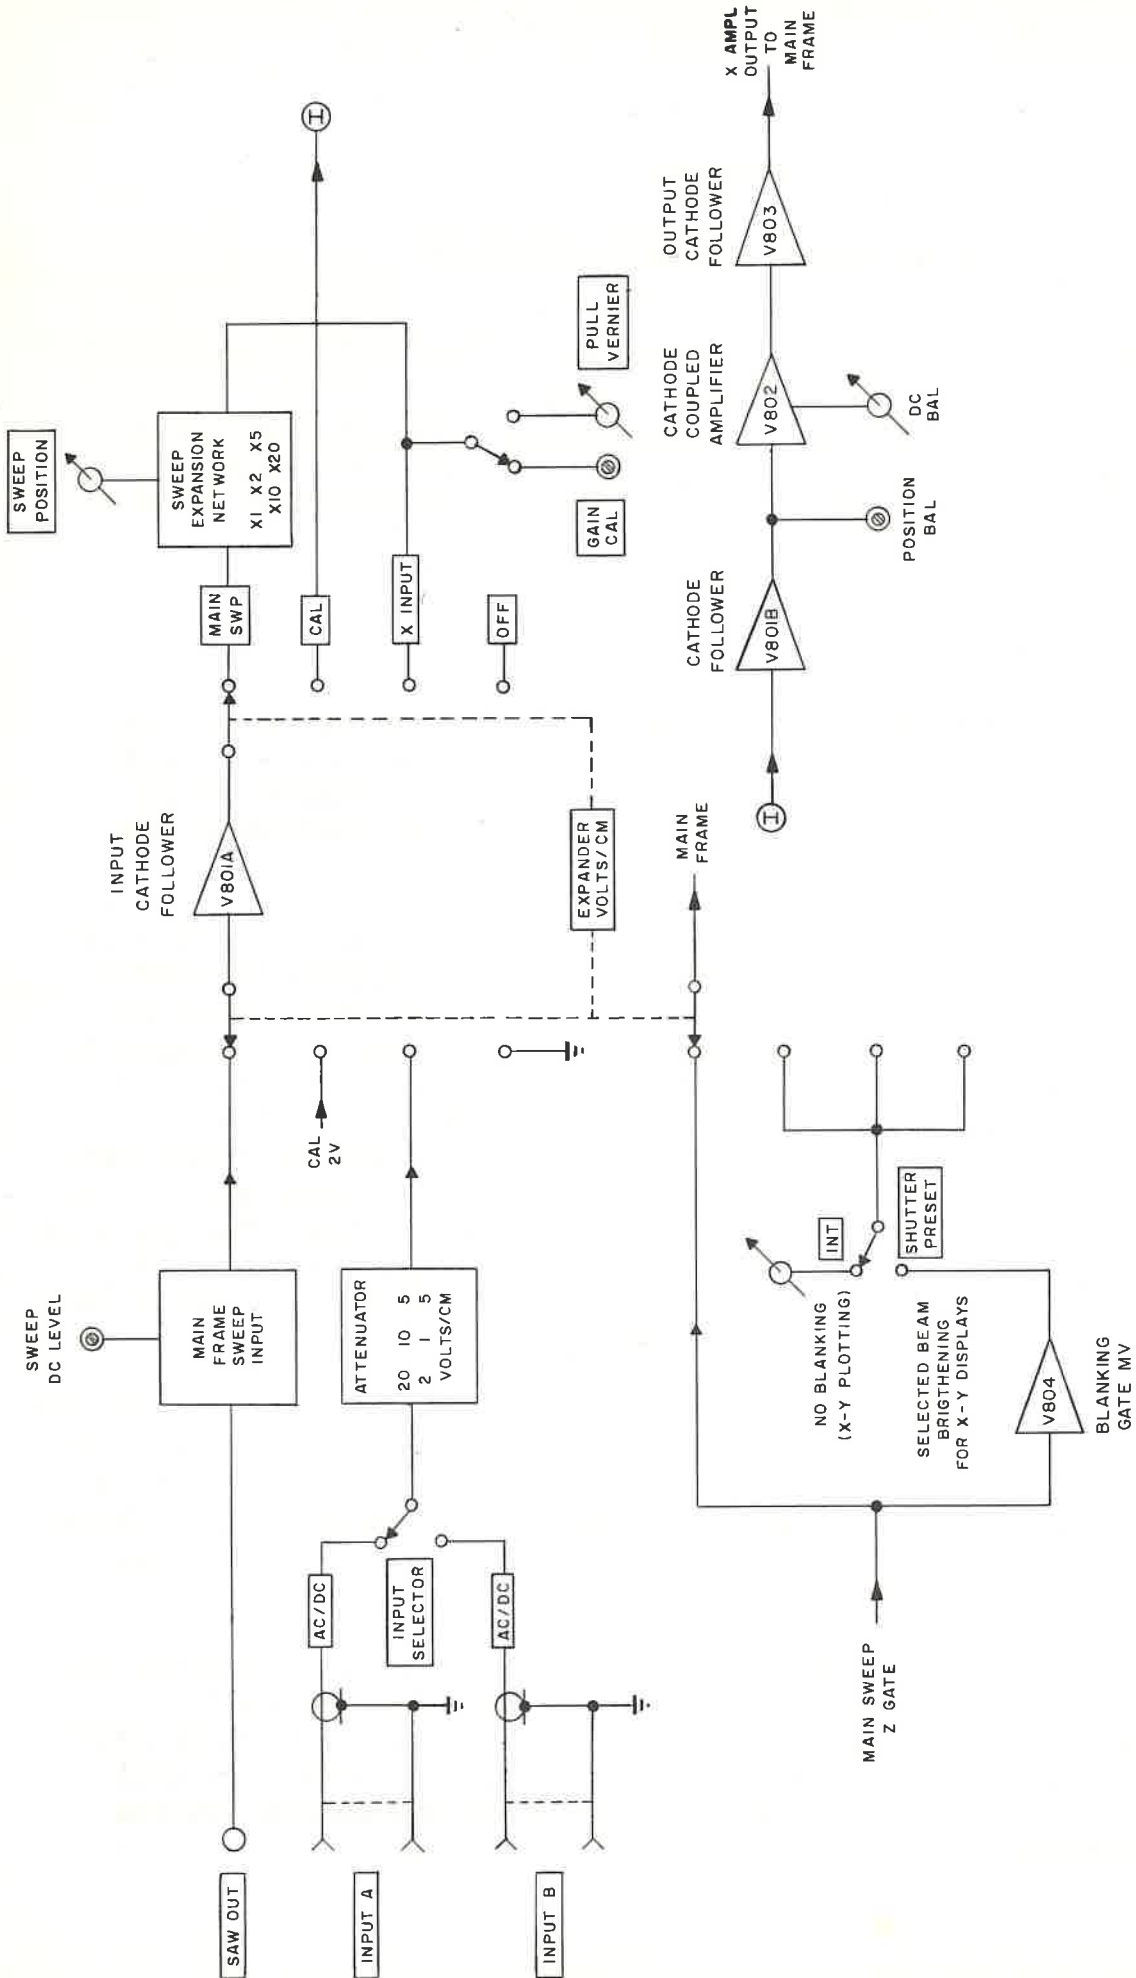 SAW OUT
INPUT A
INPUT B
AC/DC
AC/DC
INPUT
SELECTOR
SWEEP
DC LEVEL
MAIN
FRAME
SWEEP
INPUT
ATTENUATOR
20 10 5
2 1 5
VOLTS/CM
CAL
2V
INPUT
CATHODE
FOLLOWER
V801A
EXPANDER
VOLTS/CM
MAIN
SWP
CAL
X INPUT
OFF
SWEEP
POSITION
SWEEP
EXPANSION
NETWORK
X1 X2 X5
X10 X20
GAIN
CAL
PULL
VERNIER
H
MAIN SWEEP
Z GATE
NO BLANKING
(X-Y PLOTTING)
INT
SHUTTER
PRESET
SELECTED BEAM
BRIGTHENING
FOR X-Y DISPLAYS
V804
BLANKING
GATE MV
MAIN
FRAME
H
CATHODE
FOLLOWER
V801B
POSITION
BAL
CATHODE
COUPLED
AMPLIFIER
V802
DC
BAL
OUTPUT
CATHODE
FOLLOWER
V803
X AMPL
OUTPUT
TO
MAIN
FRAME